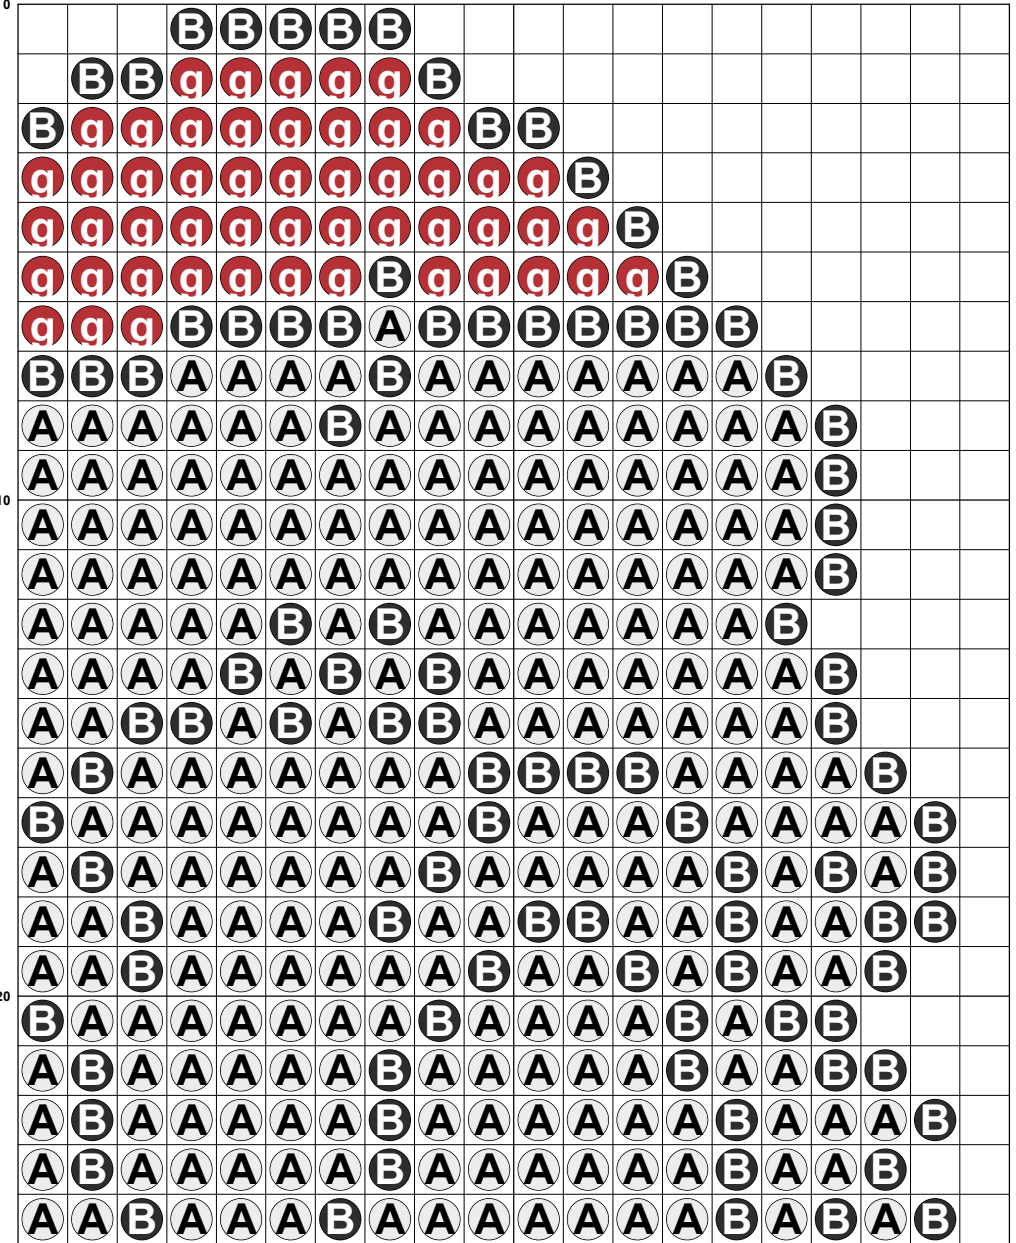 0
B B B B B
B B g g g g g B
B g g g g g g g g B B
g g g g g g g g g g g B
g g g g g g g g g g g g B
g g g g g g g B g g g g g B
g g g B B B B A B B B B B B B
B B B A A A A B A A A A A A A B
A A A A A A B A A A A A A A A A B
A A A A A A A A A A A A A A A A B
10
A A A A A A A A A A A A A A A A B
A A A A A A A A A A A A A A A A B
A A A A A B A B A A A A A A A B
A A A A B A B A B A A A A A A A B
A A B B A B A B B A A A A A A A B
A B A A A A A A A B B B B A A A A B
B A A A A A A A A B A A A B A A A A B
A B A A A A A A B A A A A A B A B A B
A A B A A A A B A A B B A A B A A B B
A A B A A A A A A B A A B A B A A B
20
B A A A A A A A B A A A A B A B B
A B A A A A A B A A A A A B A A B B
A B A A A A A B A A A A A A B A A A B
A B A A A A A B A A A A A A B A A B
A A B A A A B A A A A A A A B A B A B